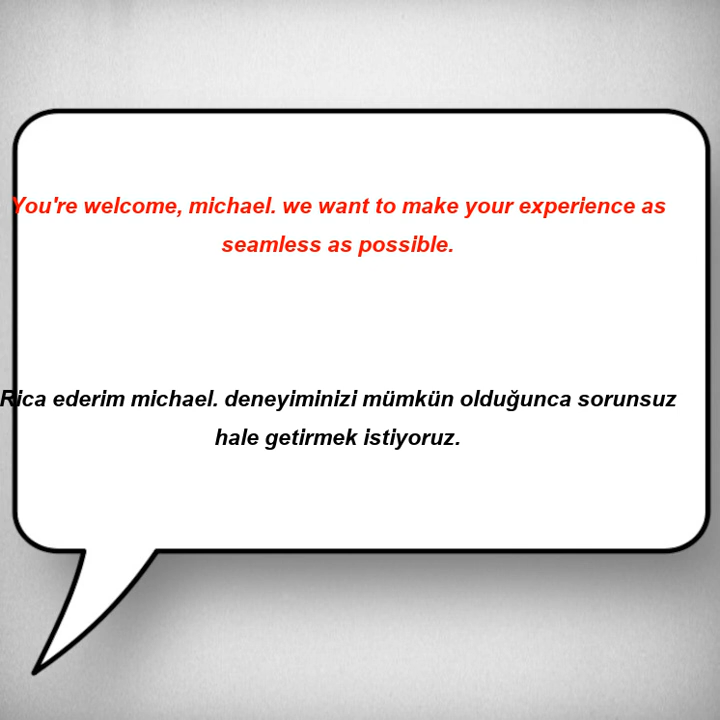 You're welcome, michael. we want to make your experience as
seamless as possible.
Rica ederim michael. deneyiminizi mümkün olduğunca sorunsuz
hale getirmek istiyoruz.